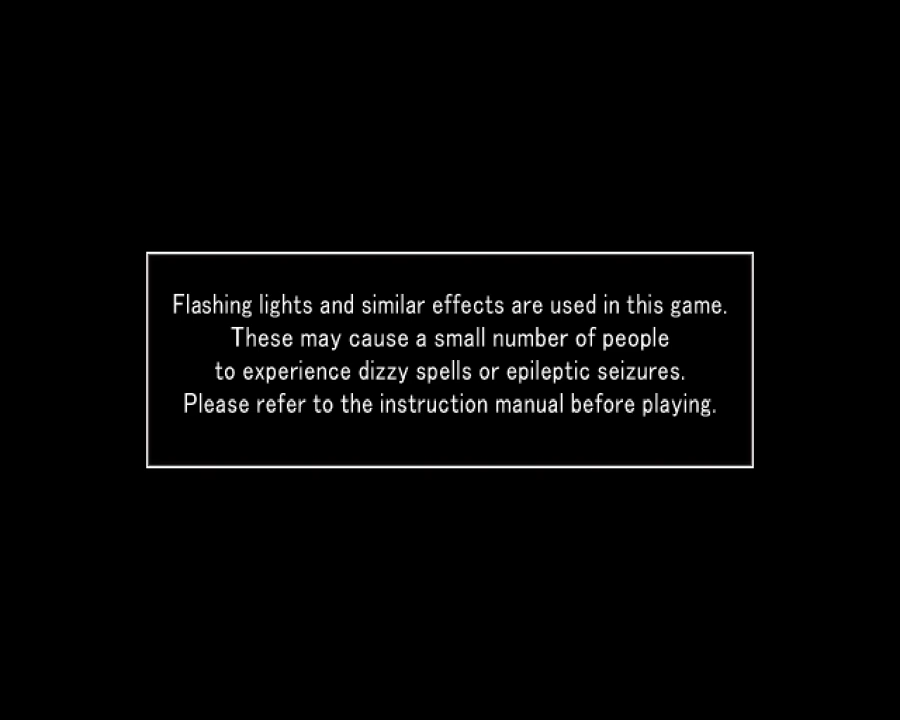 Flashing lights and similar effects are used in this game.
These may cause a small number of people
to experience dizzy spells or epileptic seizures.
Please refer to the instruction manual before playing.